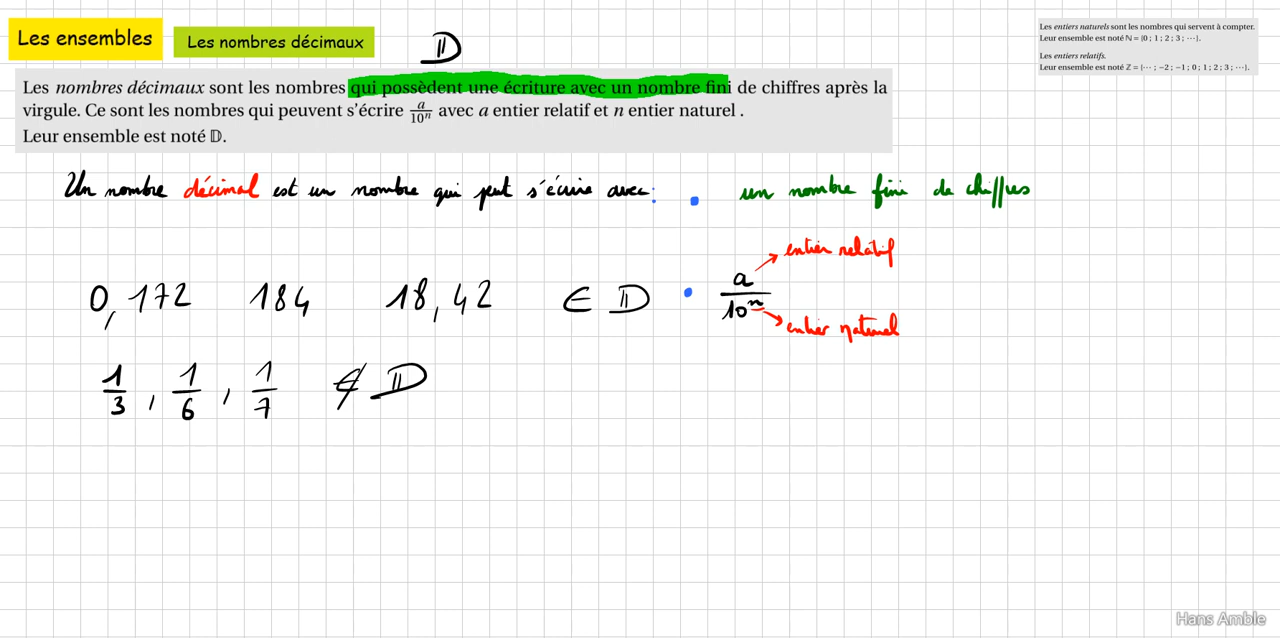 Les ensembles
Les nombres décimaux
𝔻
Les entiers naturels sont les nombres qui servent à compter.
Leur ensemble est noté ℕ = {0 ; 1 ; 2 ; 3 ; ⋯}.
Les entiers relatifs.
Leur ensemble est noté ℤ = {⋯ ; −2 ; −1 ; 0 ; 1 ; 2 ; 3 ; ⋯}.
Les nombres décimaux sont les nombres qui possèdent une écriture avec un nombre fini de chiffres après la
virgule. Ce sont les nombres qui peuvent s'écrire a/10ⁿ avec a entier relatif et n entier naturel .
Leur ensemble est noté 𝔻.
Un nombre décimal est un nombre qui peut s'écrire avec : • un nombre fini de chiffres
0,172 184 18,42 ∈ 𝔻 • a/10ⁿ
entier relatif
entier naturel
1/3 , 1/6 , 1/7 ∉ 𝔻
Hans Amble